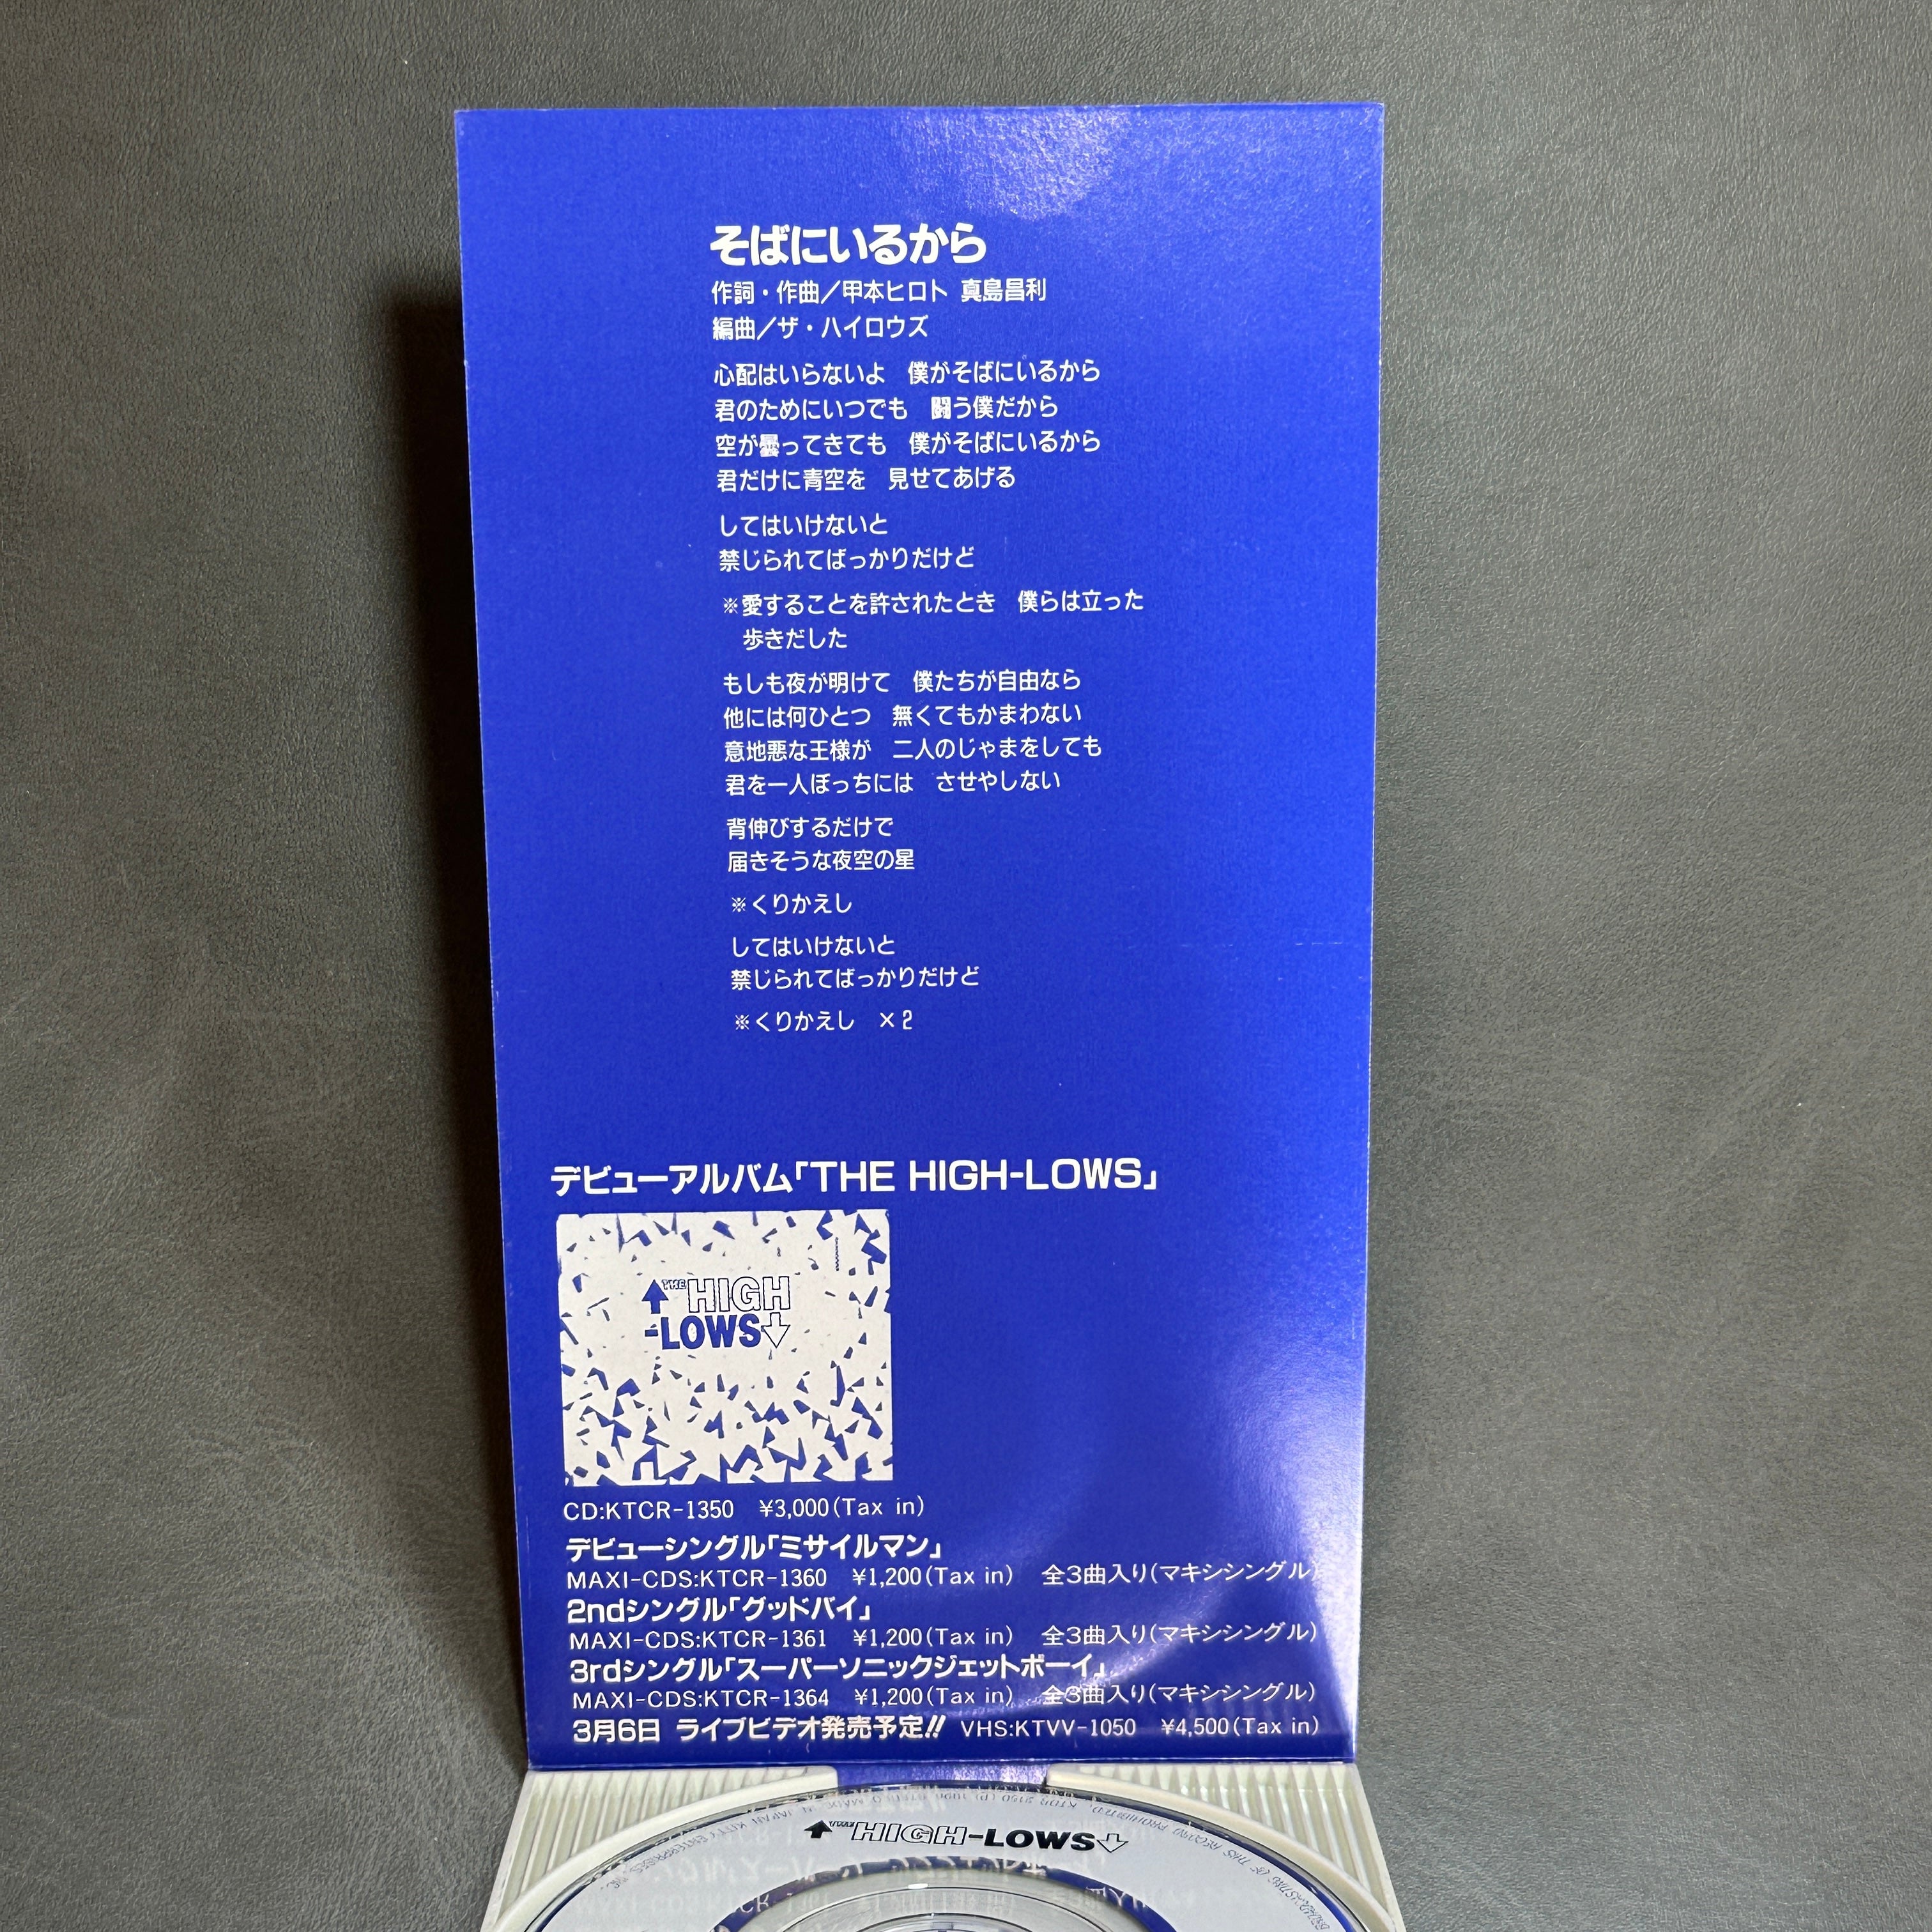 そばにいるから
作詞・作曲／甲本ヒロト 真島昌利
編曲／ザ・ハイロウズ
心配はいらないよ　僕がそばにいるから
君のためにいつでも　闘う僕だから
空が曇ってきても　僕がそばにいるから
君だけに青空を　見せてあげる
してはいけないと
禁じられてばっかりだけど
※愛することを許されたとき　僕らは立った
歩きだした
もしも夜が明けて　僕たちが自由なら
他には何ひとつ　無くてもかまわない
意地悪な王様が　二人のじゃまをしても
君を一人ぼっちには　させやしない
背伸びするだけで
届きそうな夜空の星
※くりかえし
してはいけないと
禁じられてばっかりだけど
※くりかえし　×2
デビューアルバム「THE HIGH-LOWS」
↑THE HIGH
-LOWS↓
CD:KTCR-1350　¥3,000(Tax in)
デビューシングル「ミサイルマン」
MAXI-CDS:KTCR-1360　¥1,200(Tax in)　全3曲入り(マキシシングル)
2ndシングル「グッドバイ」
MAXI-CDS:KTCR-1361　¥1,200(Tax in)　全3曲入り(マキシシングル)
3rdシングル「スーパーソニックジェットボーイ」
MAXI-CDS:KTCR-1364　¥1,200(Tax in)　全3曲入り(マキシシングル)
3月6日 ライブビデオ発売予定!! VHS:KTVV-1050　¥4,500(Tax in)
↑THE HIGH-LOWS↓